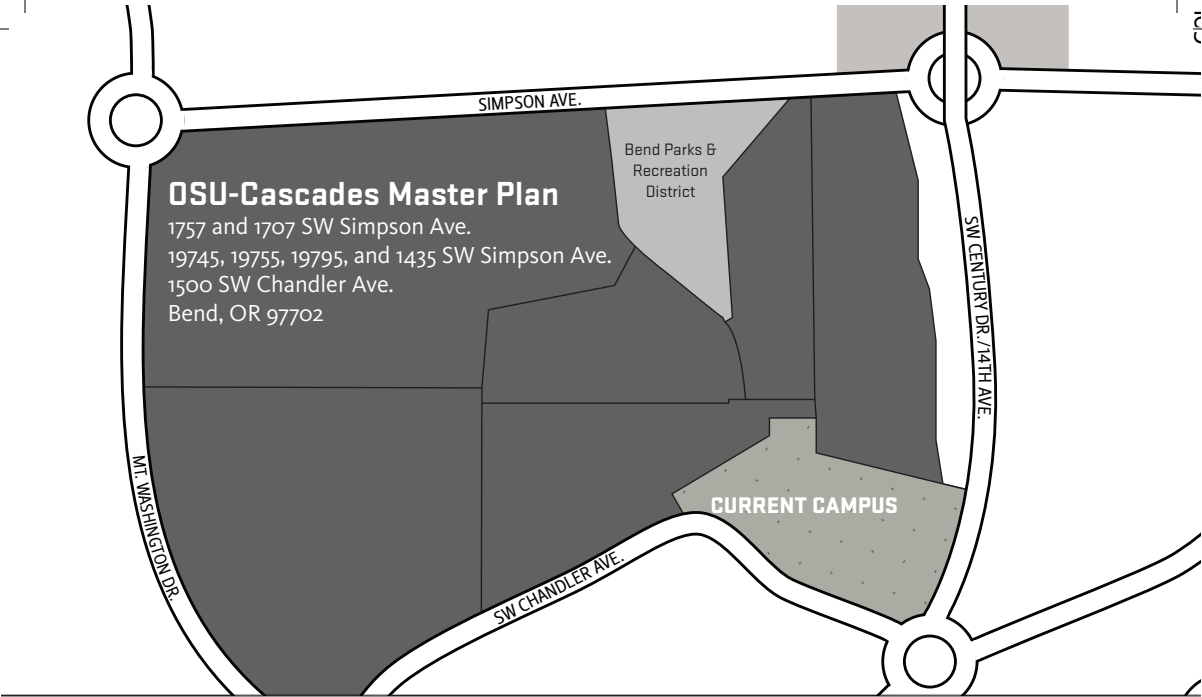 SIMPSON AVE.
Bend Parks &
Recreation
District
OSU-Cascades Master Plan
1757 and 1707 SW Simpson Ave.
19745, 19755, 19795, and 1435 SW Simpson Ave.
1500 SW Chandler Ave.
Bend, OR 97702
SW CENTURY DR./14TH AVE.
MT. WASHINGTON DR.
CURRENT CAMPUS
SW CHANDLER AVE.